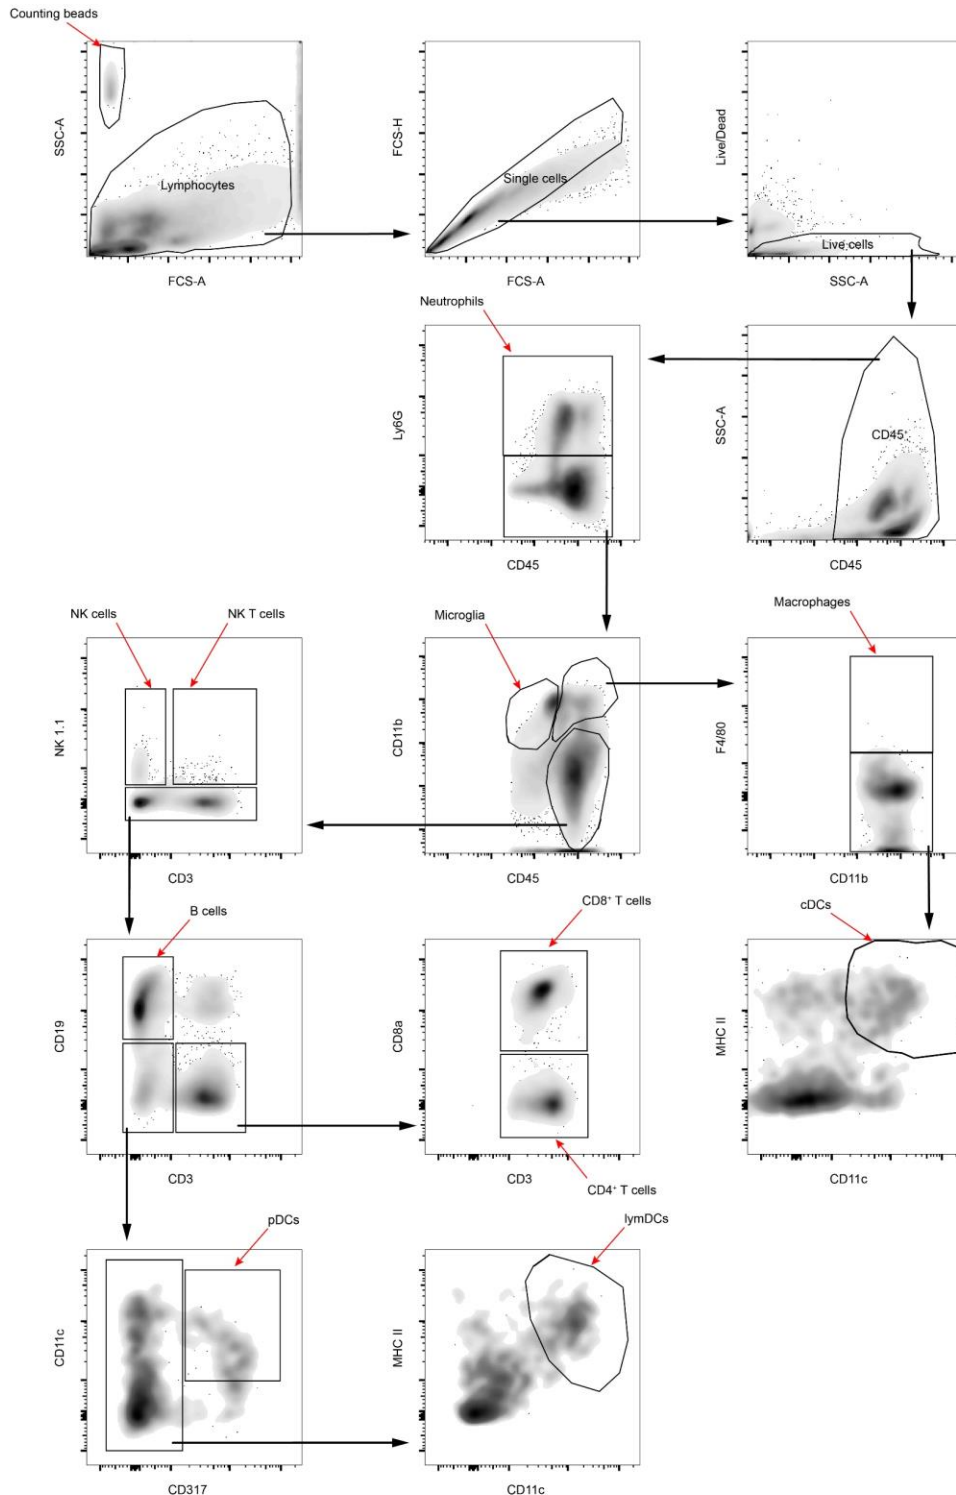 Counting beads
SSC-A
Lymphocytes
FCS-A
FCS-H
Single cells
FCS-A
Live/Dead
Live cells
SSC-A
Neutrophils
Ly6G
CD45
SSC-A
CD45⁺
CD45
NK cells
NK T cells
NK 1.1
CD3
Microglia
CD11b
CD45
Macrophages
F4/80
CD11b
B cells
CD19
CD3
CD8⁺ T cells
CD8a
CD3
CD4⁺ T cells
cDCs
MHC II
CD11c
pDCs
CD11c
CD317
lymDCs
MHC II
CD11c